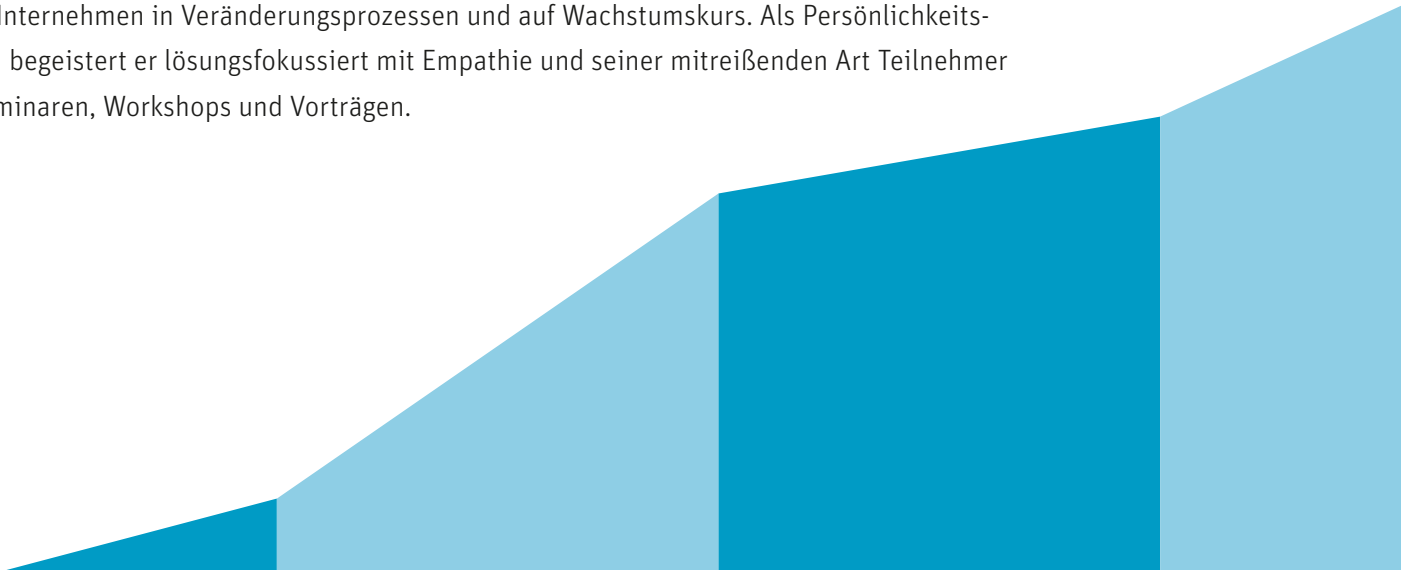 Unternehmen in Veränderungsprozessen und auf Wachstumskurs. Als Persönlichkeits-
begeistert er lösungsfokussiert mit Empathie und seiner mitreißenden Art Teilnehmer
minaren, Workshops und Vorträgen.